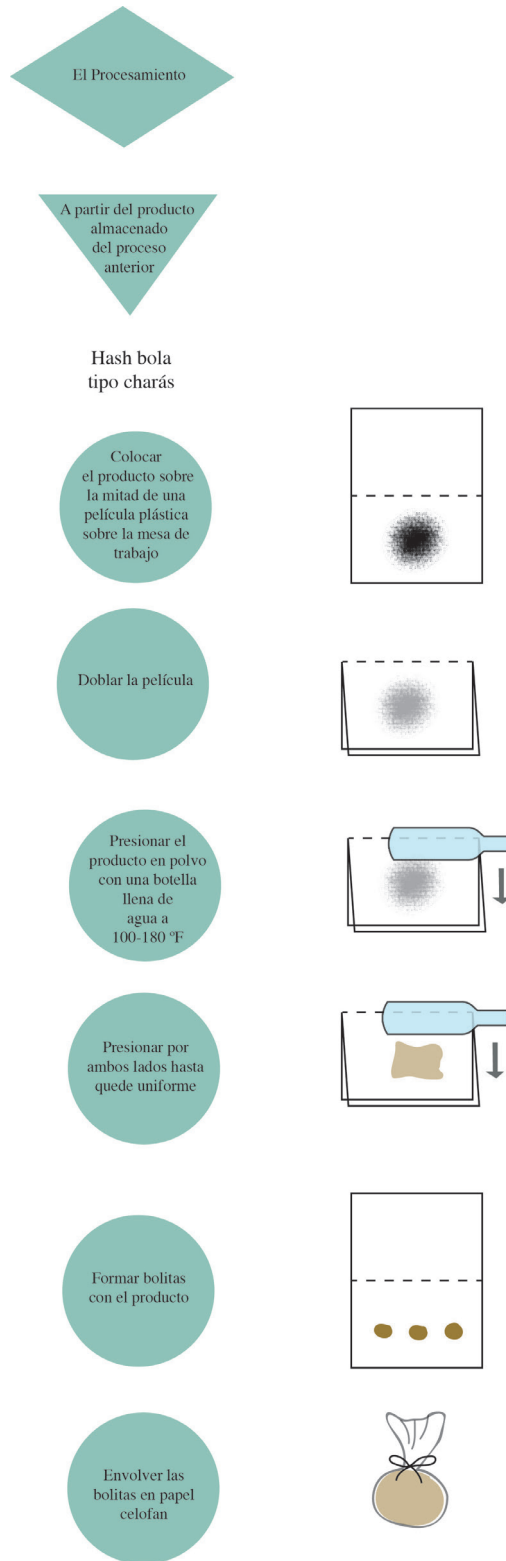 El Procesamiento
A partir del producto
almacenado
del proceso
anterior
Hash bola
tipo charás
Colocar
el producto sobre
la mitad de una
película plástica
sobre la mesa de
trabajo
Doblar la película
Presionar el
producto en polvo
con una botella
llena de
agua a
100-180 ºF
Presionar por
ambos lados hasta
quede uniforme
Formar bolitas
con el producto
Envolver las
bolitas en papel
celofan